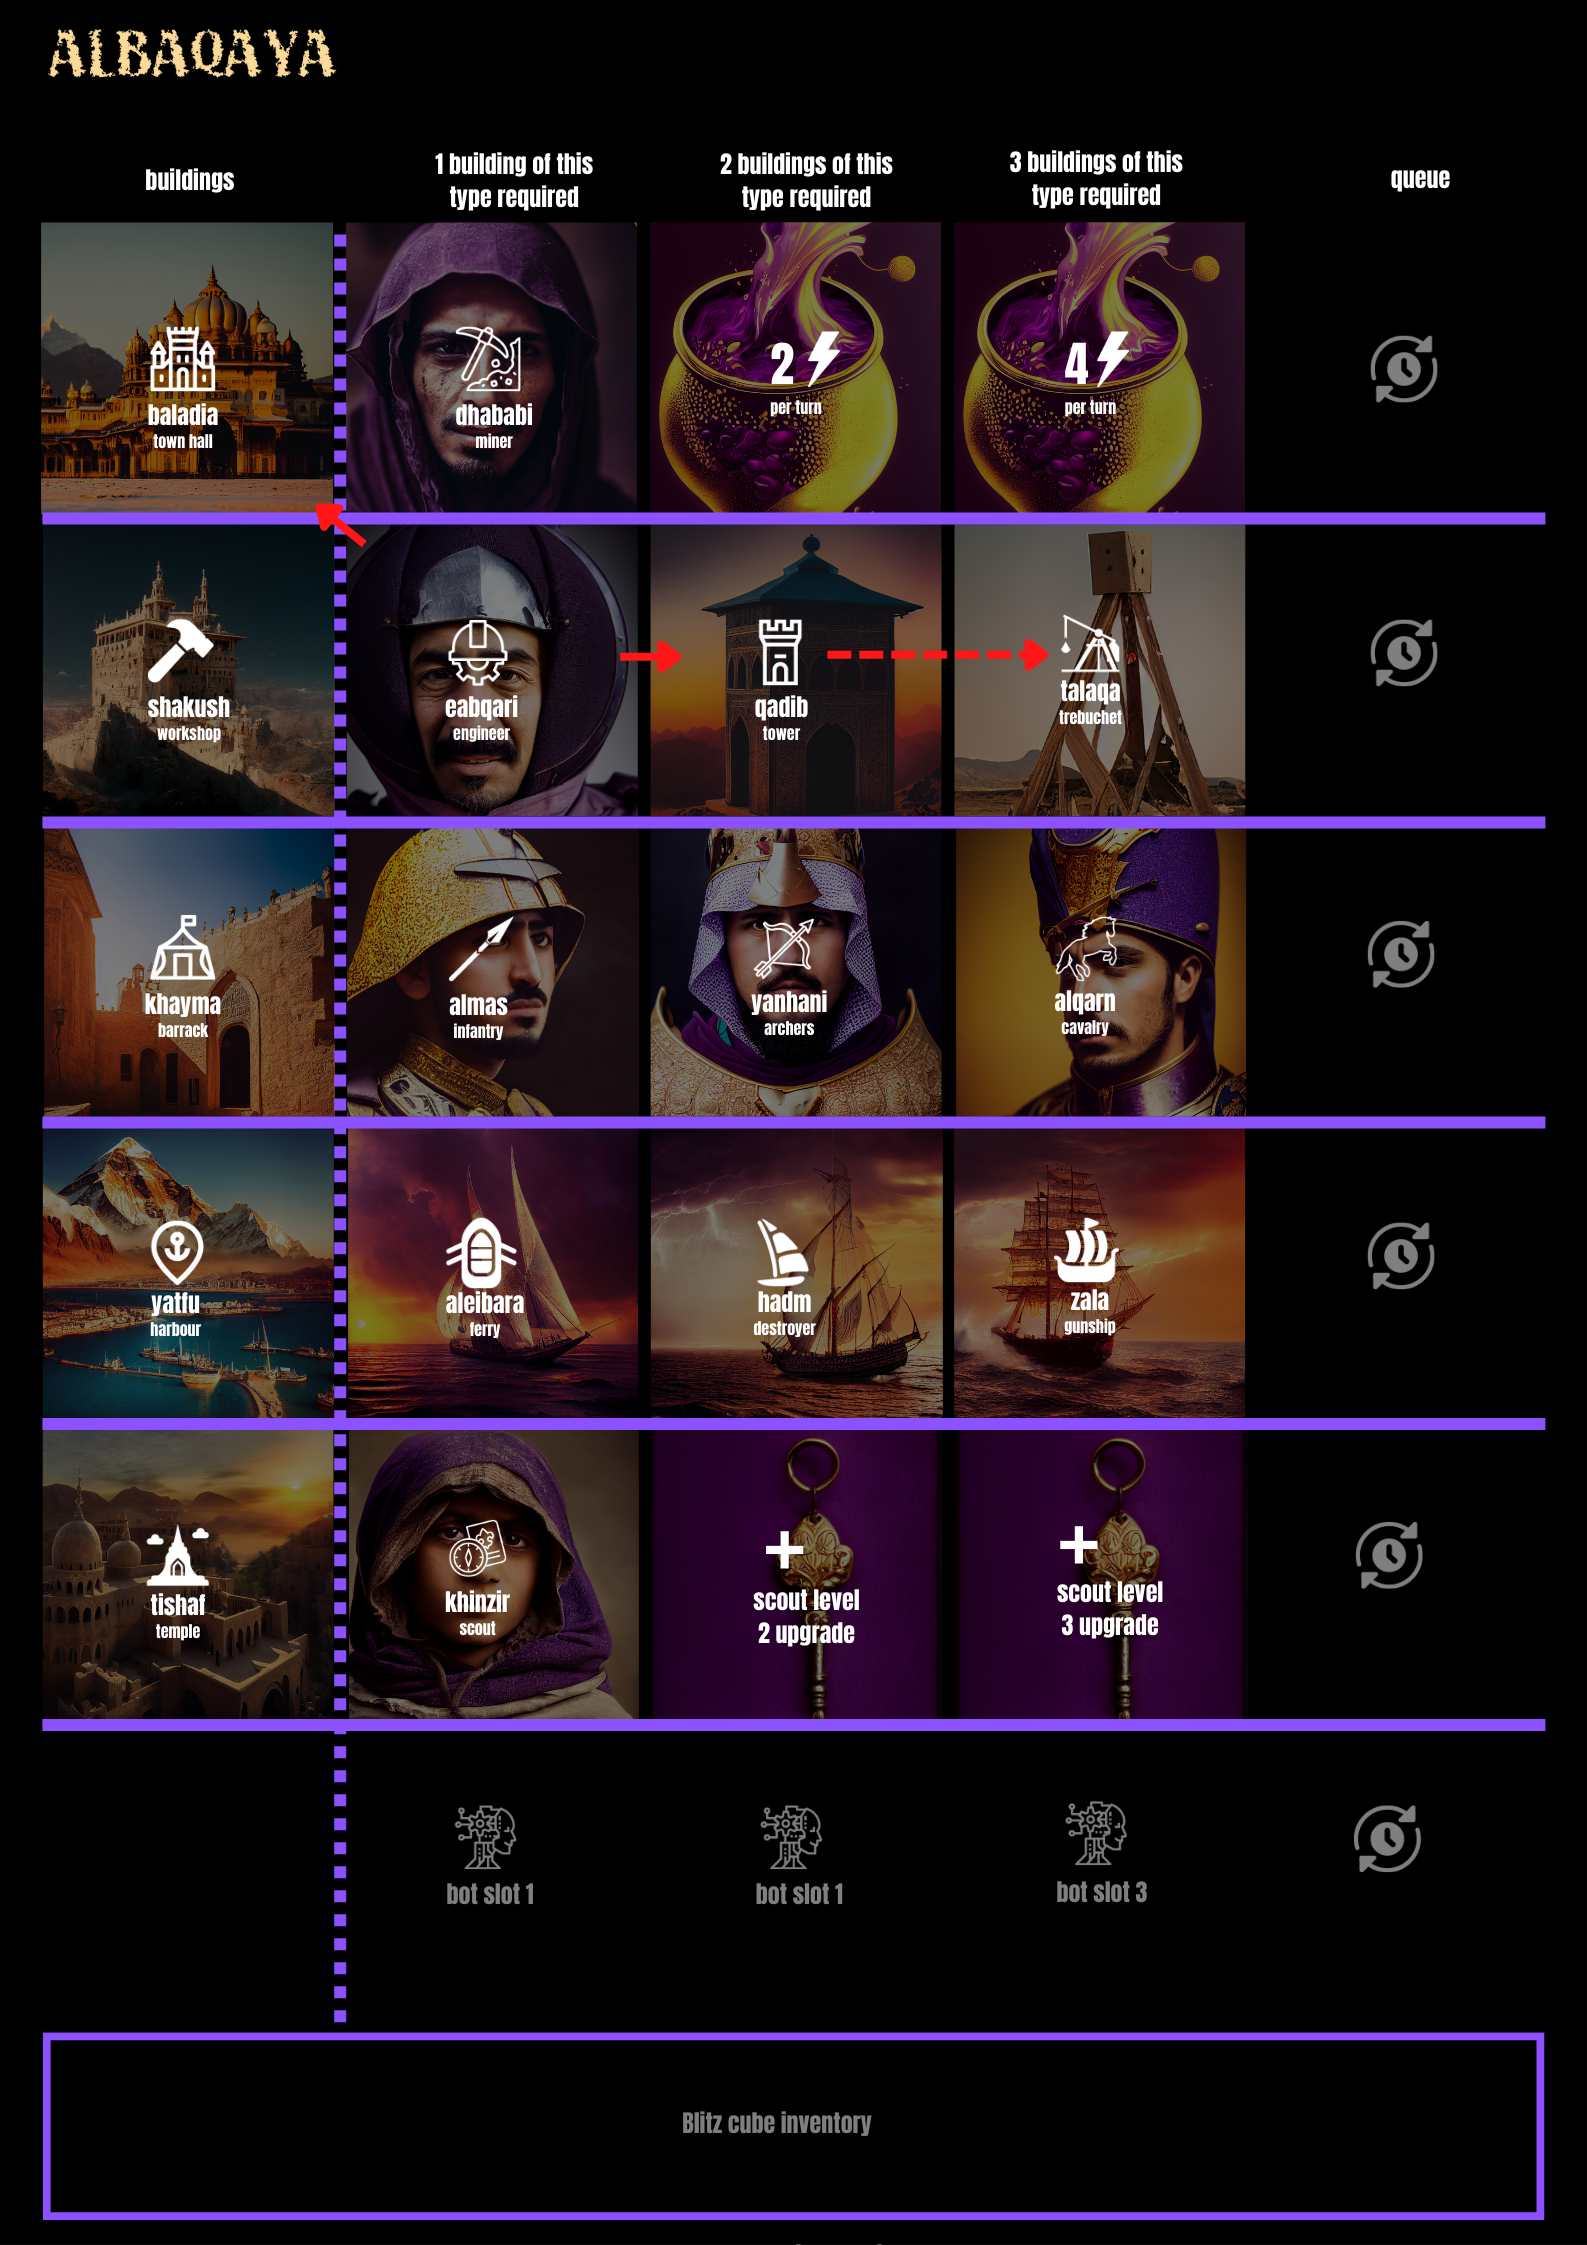 ALBAQAYA
buildings
1 building of this
type required
2 buildings of this
type required
3 buildings of this
type required
queue
baladia
town hall
dhababi
miner
2
per turn
4
per turn
shakush
workshop
eabqari
engineer
qadib
tower
talaqa
trebuchet
khayma
barrack
almas
infantry
yanhani
archers
alqarn
cavalry
yatfu
harbour
aleibara
ferry
hadm
destroyer
zala
gunship
tishaf
temple
khinzir
scout
+
scout level
2 upgrade
+
scout level
3 upgrade
bot slot 1
bot slot 1
bot slot 3
Blitz cube inventory